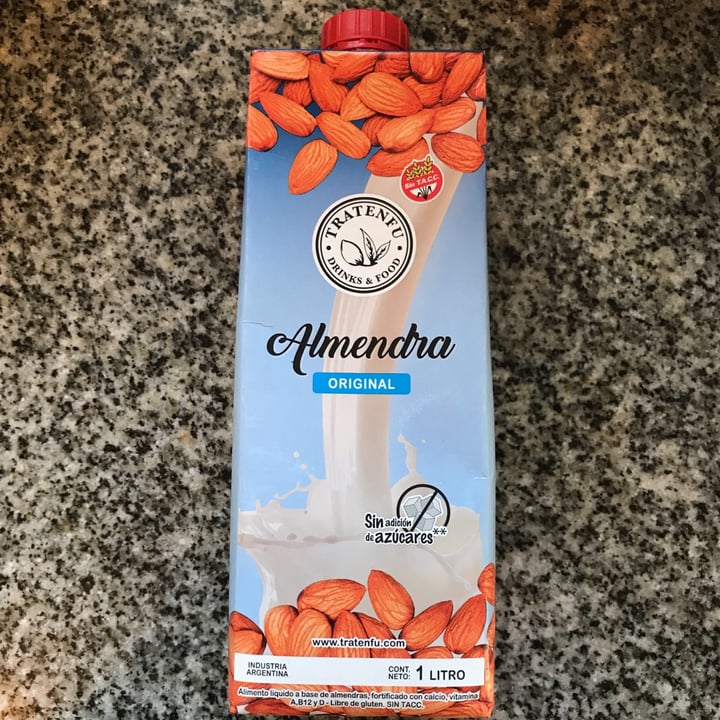 Sin T.A.C.C.
TRATENFU
DRINKS & FOOD
Almendra
ORIGINAL
Sin adición
de azúcares**
www.tratenfu.com
INDUSTRIA
ARGENTINA
CONT.
NETO: 1 LITRO
Alimento líquido a base de almendras, fortificado con calcio, vitamina
A,B12 y D - Libre de gluten. SIN TACC.